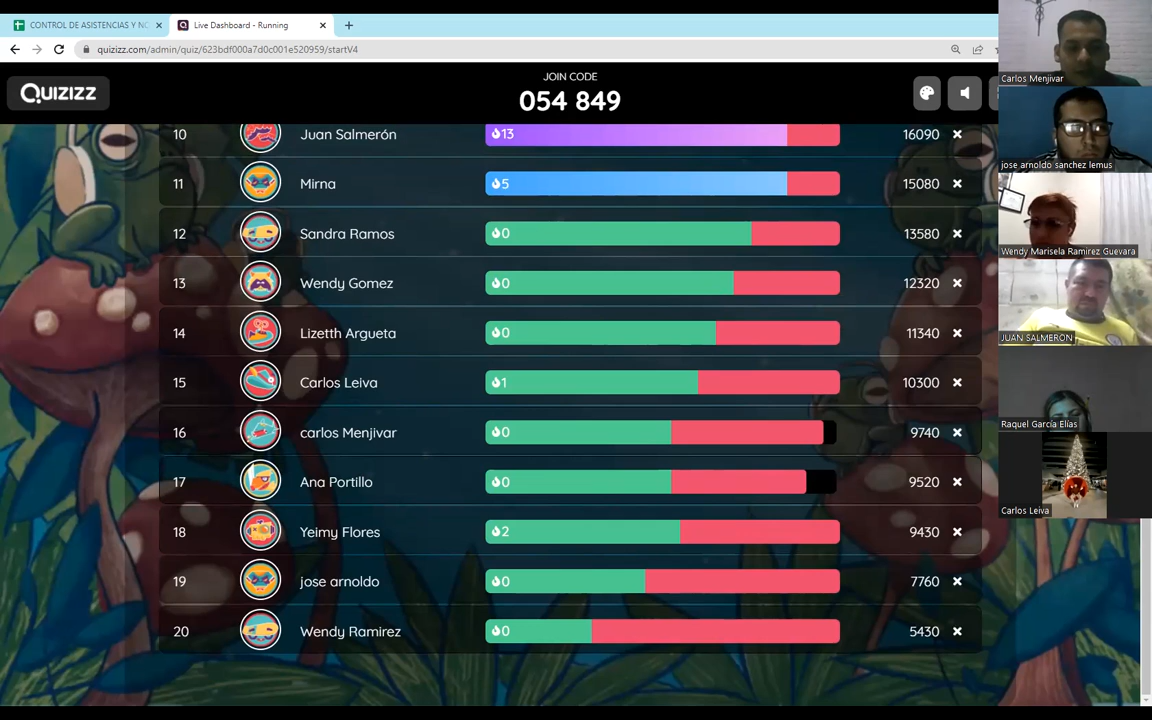 CONTROL DE ASISTENCIAS Y NO
Live Dashboard - Running
quizizz.com/admin/quiz/623bdf000a7d0c001e520959/startV4
Quizizz
JOIN CODE
054 849
10 Juan Salmerón 13 16090
11 Mirna 5 15080
12 Sandra Ramos 0 13580
13 Wendy Gomez 0 12320
14 Lizetth Argueta 0 11340
15 Carlos Leiva 1 10300
16 carlos Menjivar 0 9740
17 Ana Portillo 0 9520
18 Yeimy Flores 2 9430
19 jose arnoldo 0 7760
20 Wendy Ramirez 0 5430
Carlos Menjivar
jose arnoldo sanchez lemus
Wendy Marisela Ramirez Guevara
JUAN SALMERON
Raquel García Elías
Carlos Leiva